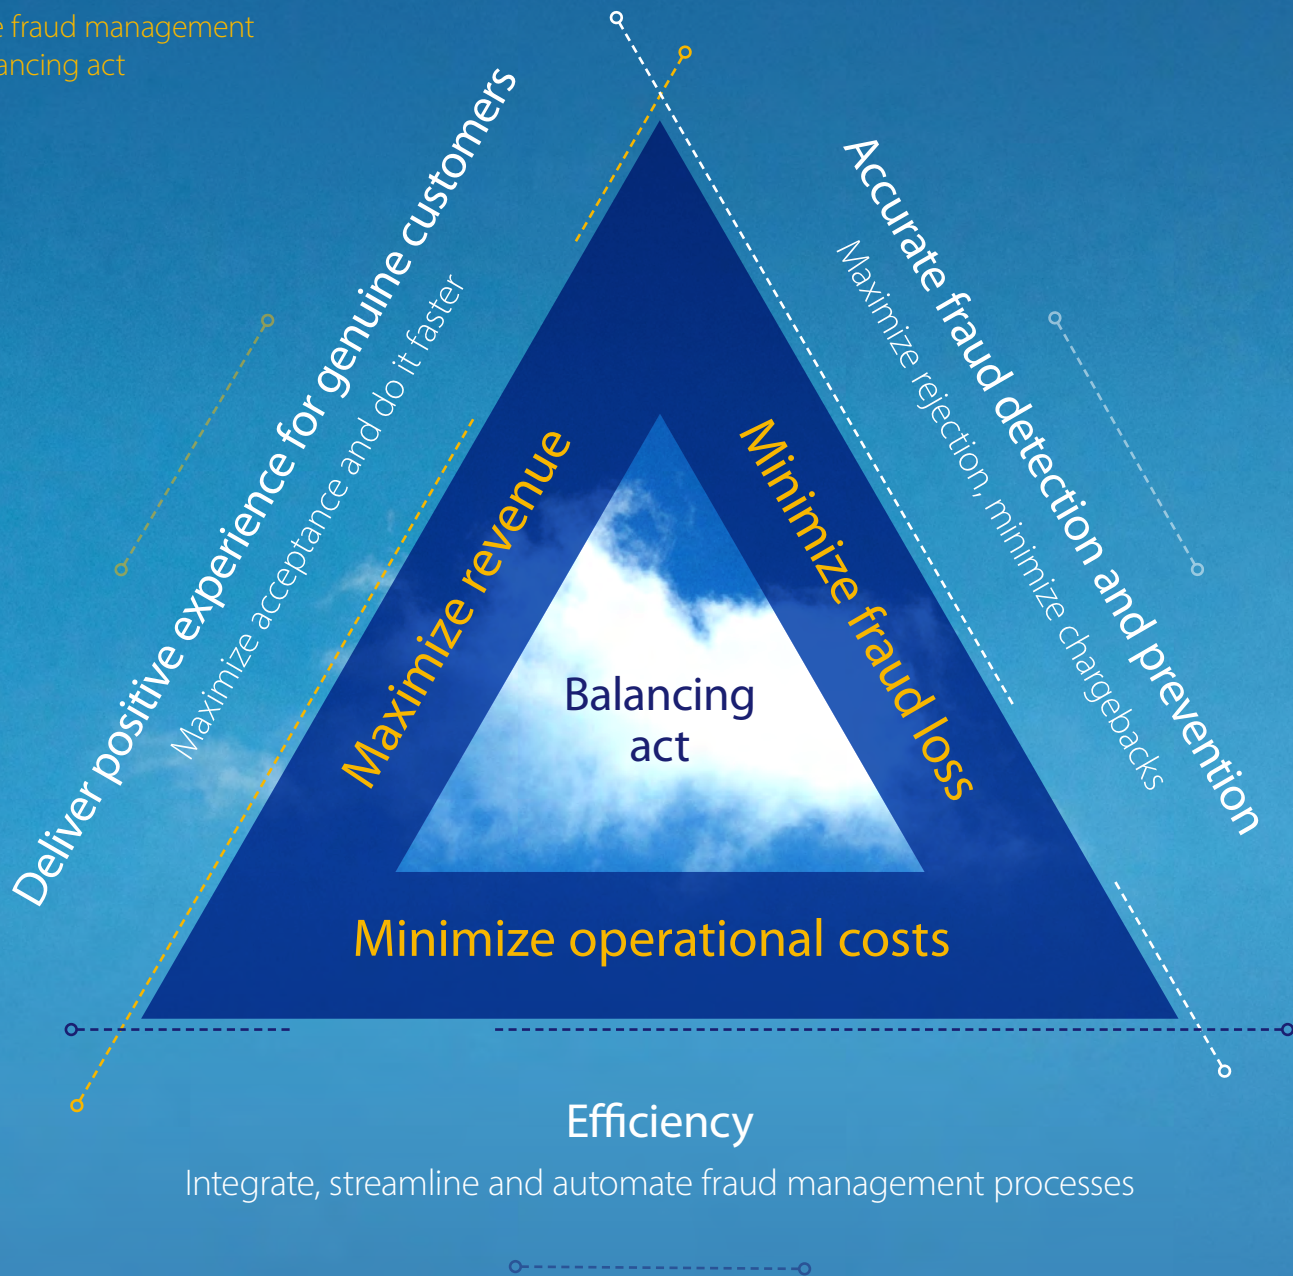 fraud management
act
Deliver positive experience for genuine customers
Maximize acceptance and do it faster
Accurate fraud detection and prevention
Maximize rejection, minimize chargebacks
Maximize revenue
Minimize fraud loss
Balancing
act
Minimize operational costs
Efficiency
Integrate, streamline and automate fraud management processes